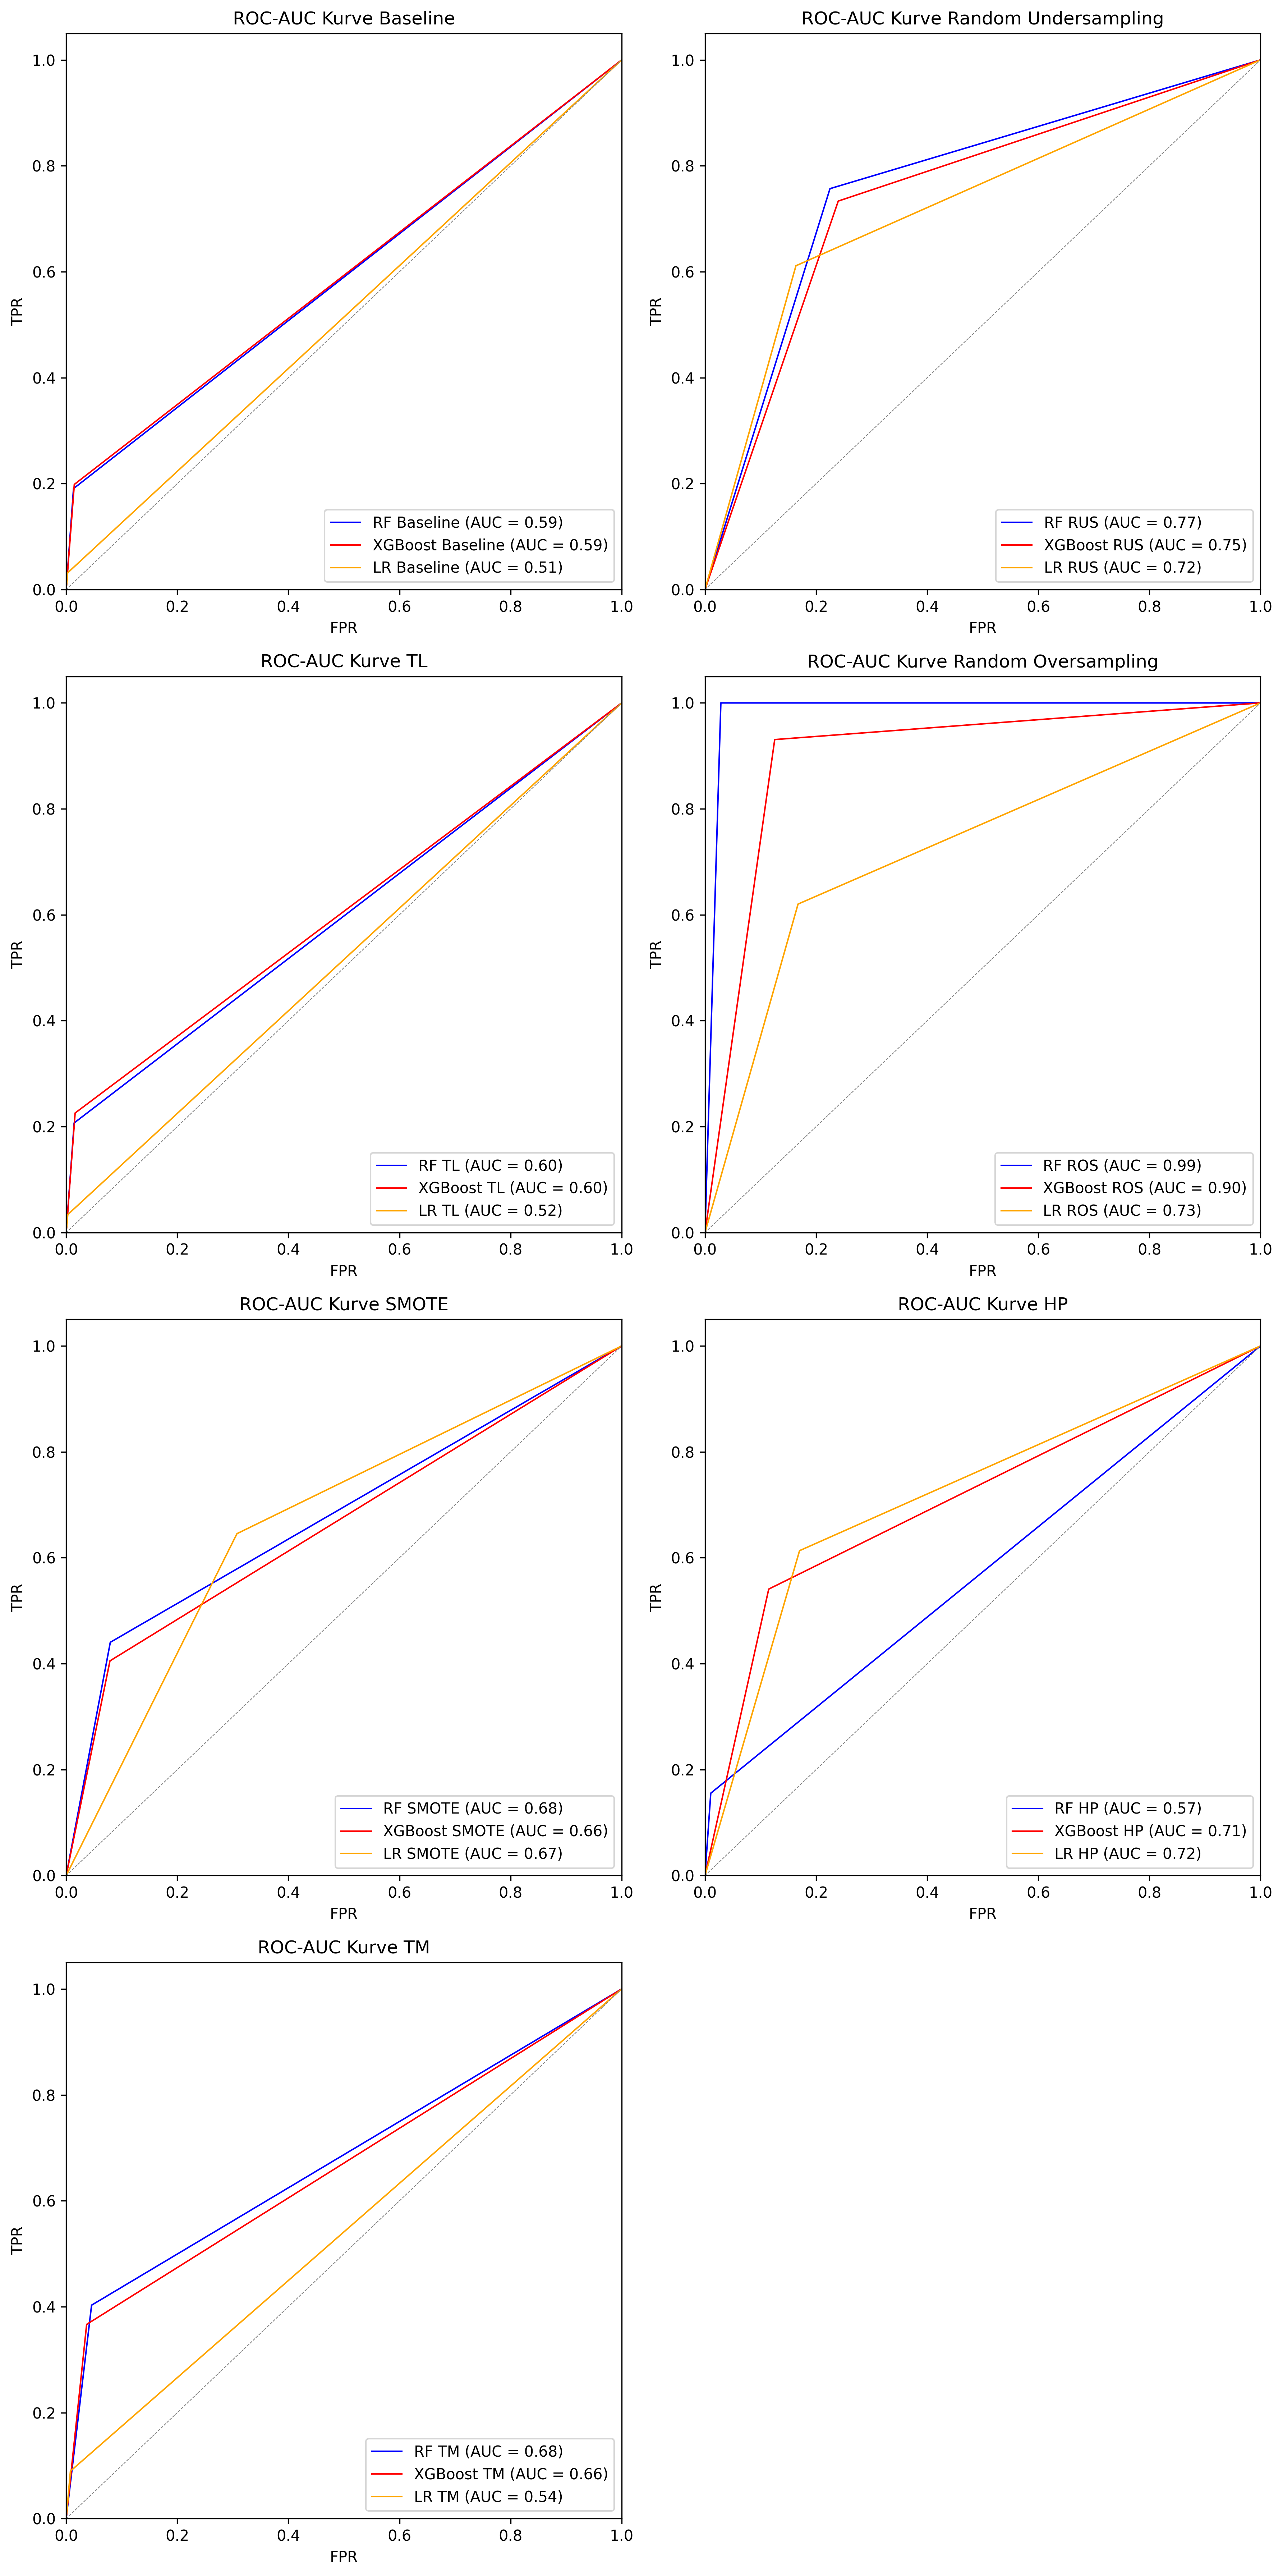 ROC-AUC Kurve Baseline
1.0
0.8
0.6
0.4
0.2
0.0
TPR
RF Baseline (AUC = 0.59)
XGBoost Baseline (AUC = 0.59)
LR Baseline (AUC = 0.51)
0.0 0.2 0.4 0.6 0.8 1.0
FPR
ROC-AUC Kurve Random Undersampling
1.0
0.8
0.6
0.4
0.2
0.0
TPR
RF RUS (AUC = 0.77)
XGBoost RUS (AUC = 0.75)
LR RUS (AUC = 0.72)
0.0 0.2 0.4 0.6 0.8 1.0
FPR
ROC-AUC Kurve TL
1.0
0.8
0.6
0.4
0.2
0.0
TPR
RF TL (AUC = 0.60)
XGBoost TL (AUC = 0.60)
LR TL (AUC = 0.52)
0.0 0.2 0.4 0.6 0.8 1.0
FPR
ROC-AUC Kurve Random Oversampling
1.0
0.8
0.6
0.4
0.2
0.0
TPR
RF ROS (AUC = 0.99)
XGBoost ROS (AUC = 0.90)
LR ROS (AUC = 0.73)
0.0 0.2 0.4 0.6 0.8 1.0
FPR
ROC-AUC Kurve SMOTE
1.0
0.8
0.6
0.4
0.2
0.0
TPR
RF SMOTE (AUC = 0.68)
XGBoost SMOTE (AUC = 0.66)
LR SMOTE (AUC = 0.67)
0.0 0.2 0.4 0.6 0.8 1.0
FPR
ROC-AUC Kurve HP
1.0
0.8
0.6
0.4
0.2
0.0
TPR
RF HP (AUC = 0.57)
XGBoost HP (AUC = 0.71)
LR HP (AUC = 0.72)
0.0 0.2 0.4 0.6 0.8 1.0
FPR
ROC-AUC Kurve TM
1.0
0.8
0.6
0.4
0.2
0.0
TPR
RF TM (AUC = 0.68)
XGBoost TM (AUC = 0.66)
LR TM (AUC = 0.54)
0.0 0.2 0.4 0.6 0.8 1.0
FPR